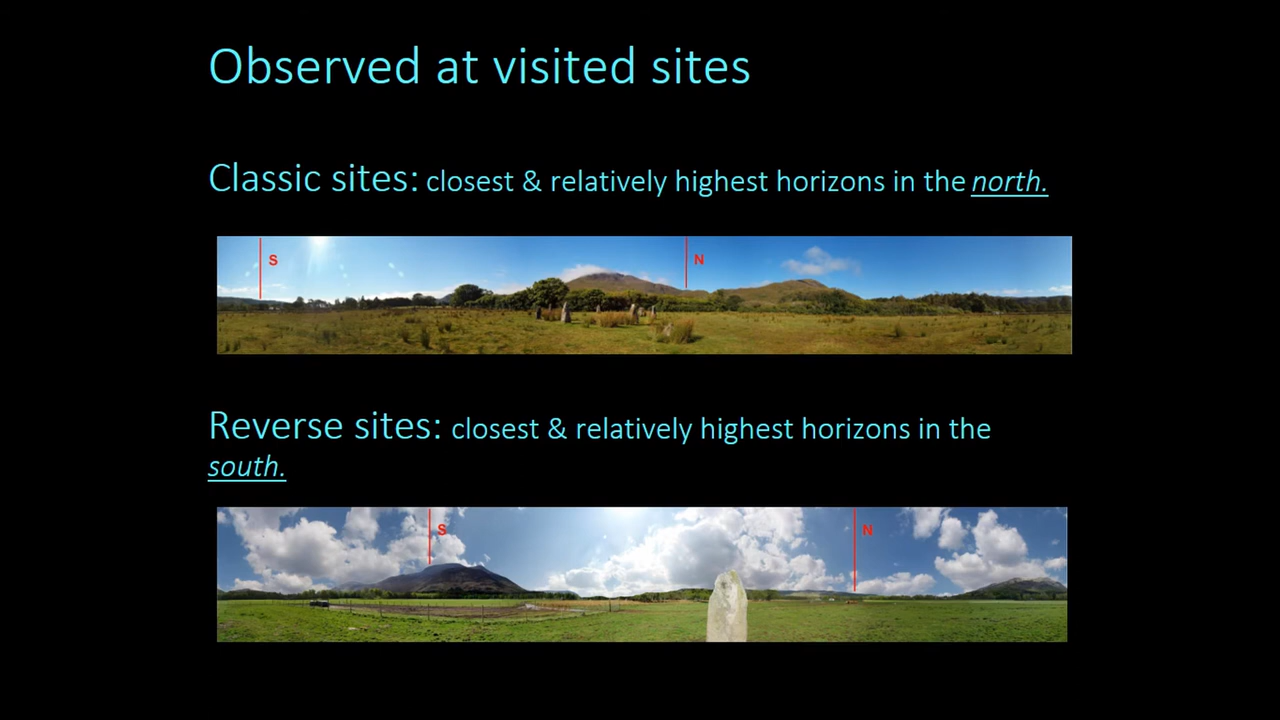 Observed at visited sites
Classic sites: closest & relatively highest horizons in the north.
S
N
Reverse sites: closest & relatively highest horizons in the
south.
S
N